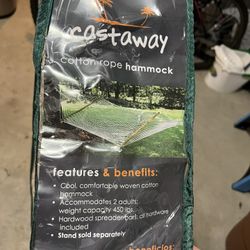 castaway
cotton rope hammock
features & benefits:
• Cool, comfortable woven cotton
hammock
• Accommodates 2 adults;
weight capacity 450 lbs.
• Hardwood spreader bars; all hardware
included
• Stand sold separately
beneficios: